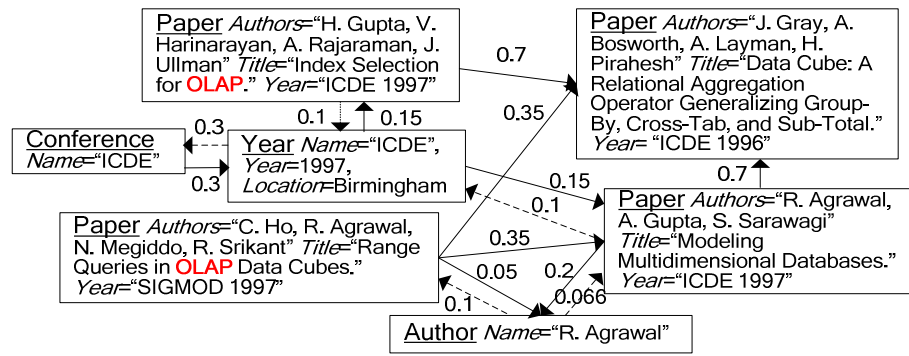 Paper Authors=“H. Gupta, V.
Harinarayan, A. Rajaraman, J.
Ullman” Title=“Index Selection
for OLAP.” Year=“ICDE 1997”
Paper Authors=“J. Gray, A.
Bosworth, A. Layman, H.
Pirahesh” Title=“Data Cube: A
Relational Aggregation
Operator Generalizing Group-
By, Cross-Tab, and Sub-Total.”
Year= “ICDE 1996”
0.7
0.35
0.1
0.15
0.3
Conference
Name=“ICDE”
0.3
Year Name=“ICDE”,
Year=1997,
Location=Birmingham
0.15
0.1
0.7
Paper Authors=“R. Agrawal,
A. Gupta, S. Sarawagi”
Title=“Modeling
Multidimensional Databases.”
Year=“ICDE 1997”
Paper Authors=“C. Ho, R. Agrawal,
N. Megiddo, R. Srikant” Title=“Range
Queries in OLAP Data Cubes.”
Year=“SIGMOD 1997”
0.35
0.05
0.2
0.1
0.066
Author Name=“R. Agrawal”